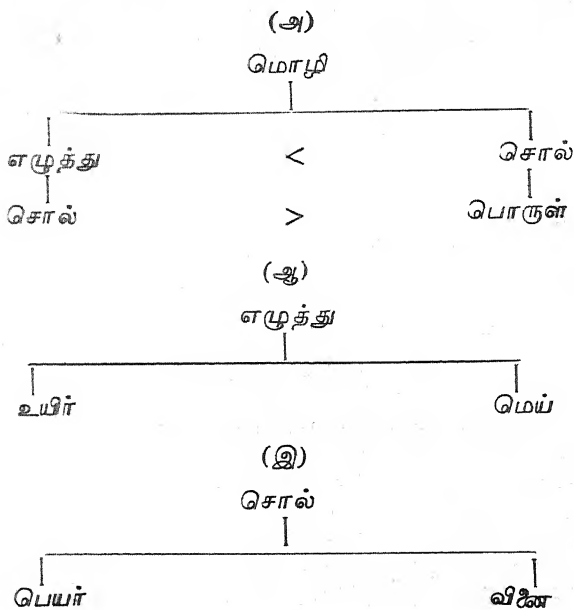 (அ)
மொழி
எழுத்து < சொல்
சொல் > பொருள்
(ஆ)
எழுத்து
உயிர் மெய்
(இ)
சொல்
பெயர் வினை